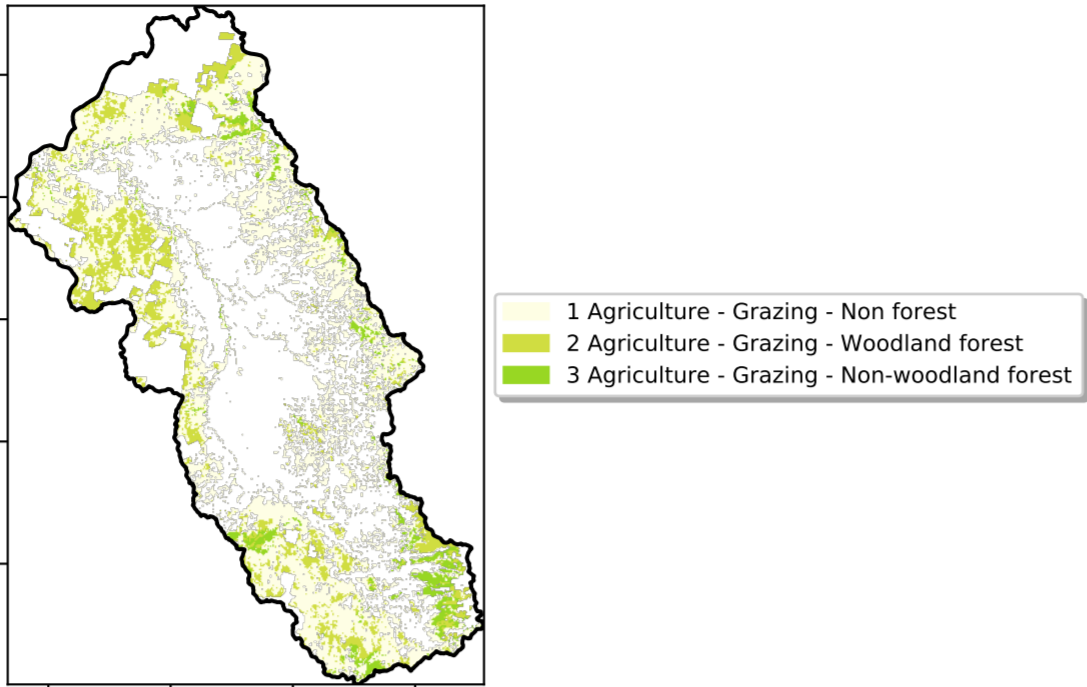 1 Agriculture - Grazing - Non forest
2 Agriculture - Grazing - Woodland forest
3 Agriculture - Grazing - Non-woodland forest